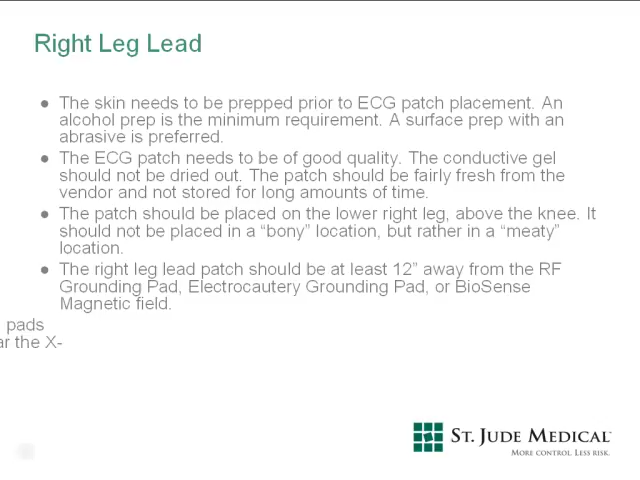 Right Leg Lead
● The skin needs to be prepped prior to ECG patch placement. An
alcohol prep is the minimum requirement. A surface prep with an
abrasive is preferred.
● The ECG patch needs to be of good quality. The conductive gel
should not be dried out. The patch should be fairly fresh from the
vendor and not stored for long amounts of time.
● The patch should be placed on the lower right leg, above the knee. It
should not be placed in a “bony” location, but rather in a “meaty”
location.
● The right leg lead patch should be at least 12” away from the RF
Grounding Pad, Electrocautery Grounding Pad, or BioSense
Magnetic field.
pads
ar the X-
ST. JUDE MEDICAL™
MORE CONTROL. LESS RISK.